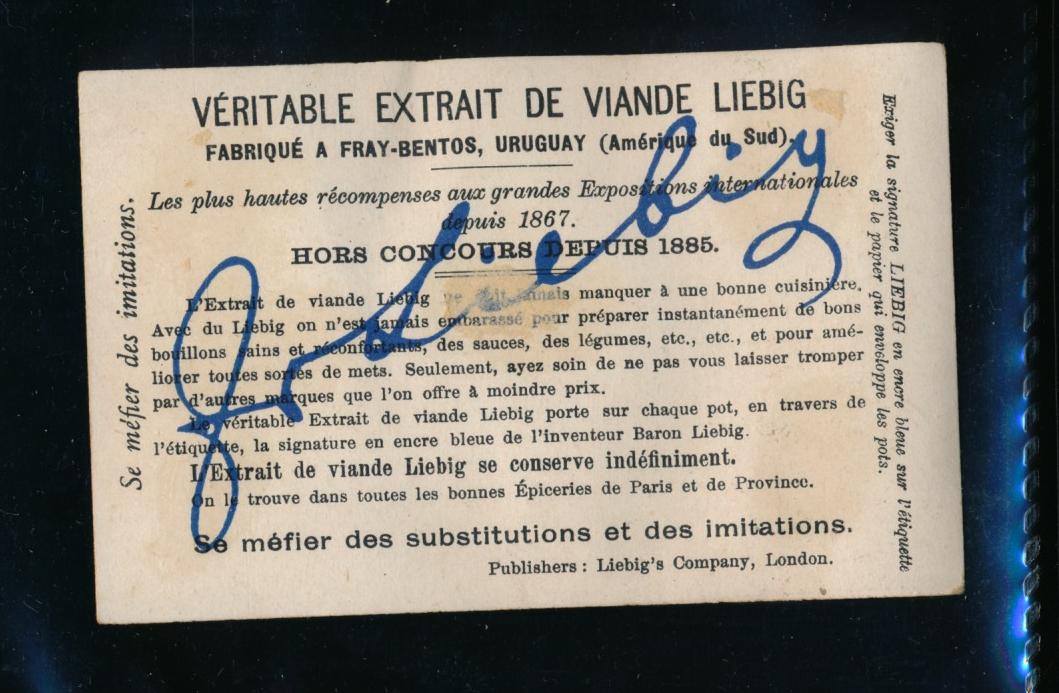 VÉRITABLE EXTRAIT DE VIANDE LIEBIG
FABRIQUÉ A FRAY-BENTOS, URUGUAY (Amérique du Sud).
Les plus hautes récompenses aux grandes Expositions internationales
depuis 1867.
HORS CONCOURS DEPUIS 1885.
L'Extrait de viande Liebig ne doit jamais manquer à une bonne cuisinière.
Avec du Liebig on n'est jamais embarassé pour préparer instantanément de bons
bouillons sains et réconfortants, des sauces, des légumes, etc., etc., et pour amé-
liorer toutes sortes de mets. Seulement, ayez soin de ne pas vous laisser tromper
par d'autres marques que l'on offre à moindre prix.
Le véritable Extrait de viande Liebig porte sur chaque pot, en travers de
l'étiquette, la signature en encre bleue de l'inventeur Baron Liebig.
L'Extrait de viande Liebig se conserve indéfiniment.
On le trouve dans toutes les bonnes Épiceries de Paris et de Province.
Se méfier des substitutions et des imitations.
Publishers: Liebig's Company, London.
Se méfier des imitations.
Exiger la signature LIEBIG en encre bleue sur l'étiquette
et le papier qui enveloppe les pots.
JvLiebig